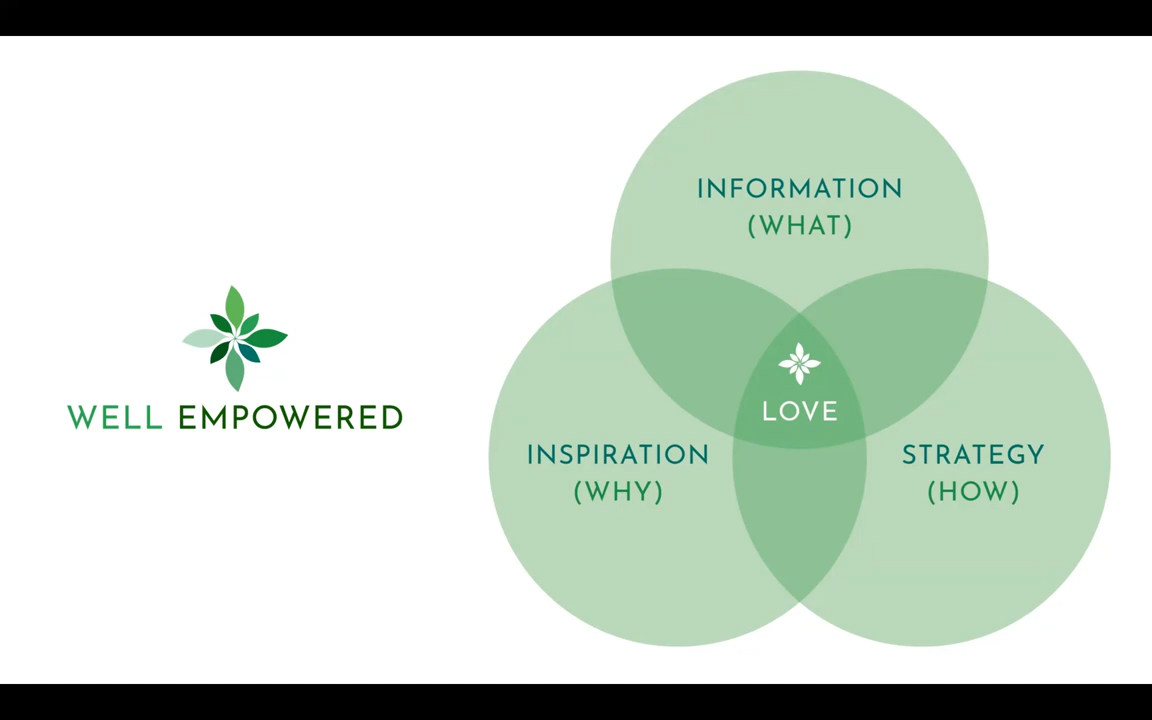 WELL EMPOWERED
INFORMATION
(WHAT)
LOVE
INSPIRATION
(WHY)
STRATEGY
(HOW)